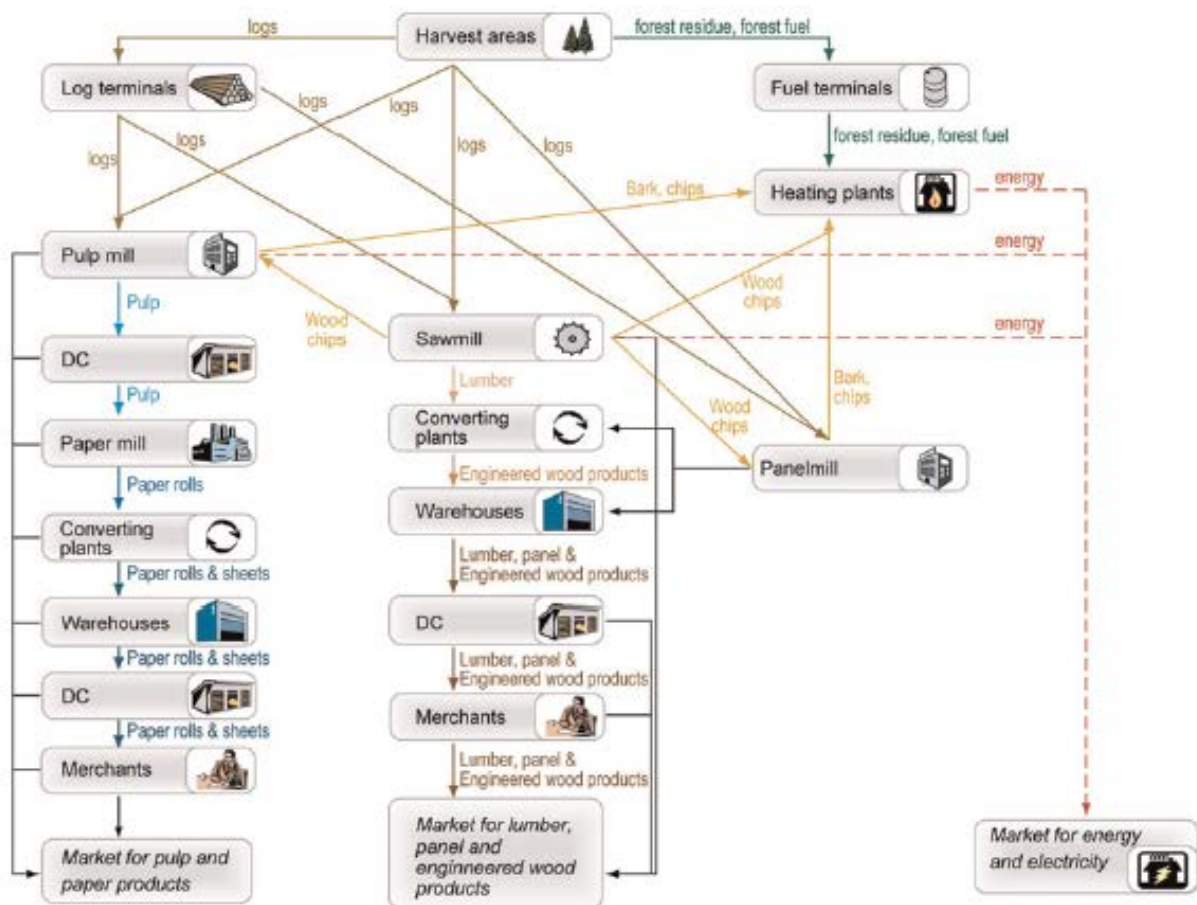 logs
Harvest areas
forest residue, forest fuel
Log terminals
Fuel terminals
logs
logs
logs
logs
logs
logs
forest residue, forest fuel
Bark, chips
Heating plants
energy
Pulp mill
energy
Pulp
Wood
chips
Wood
chips
Sawmill
energy
DC
Lumber
Pulp
Converting
plants
Wood
chips
Bark,
chips
Paper mill
Engineered wood products
Panelmill
Paper rolls
Warehouses
Converting
plants
Lumber, panel &
Engineered wood products
Paper rolls & sheets
Warehouses
DC
Paper rolls & sheets
Lumber, panel &
Engineered wood products
DC
Merchants
Paper rolls & sheets
Merchants
Lumber, panel &
Engineered wood products
Market for pulp and
paper products
Market for lumber,
panel and
enginneered wood
products
Market for energy
and electricity